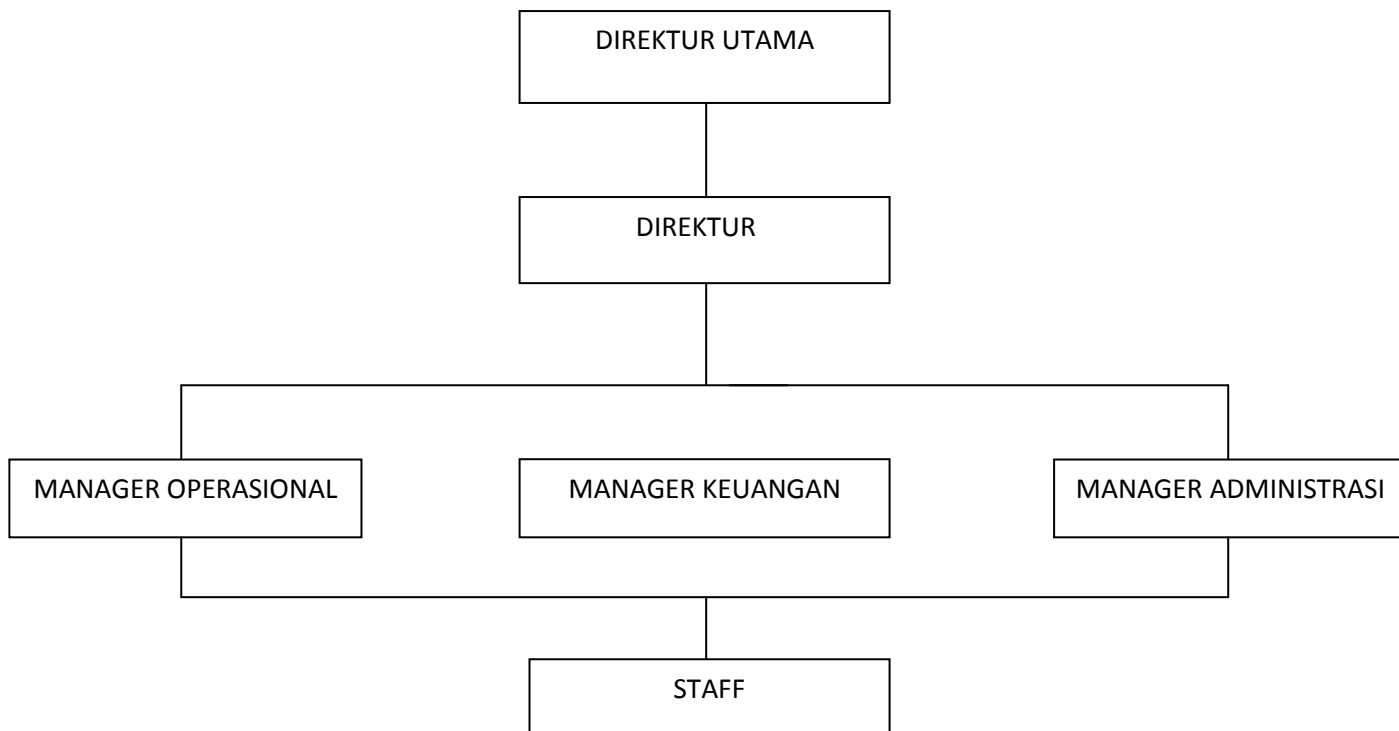 DIREKTUR UTAMA
DIREKTUR
MANAGER OPERASIONAL
MANAGER KEUANGAN
MANAGER ADMINISTRASI
STAFF